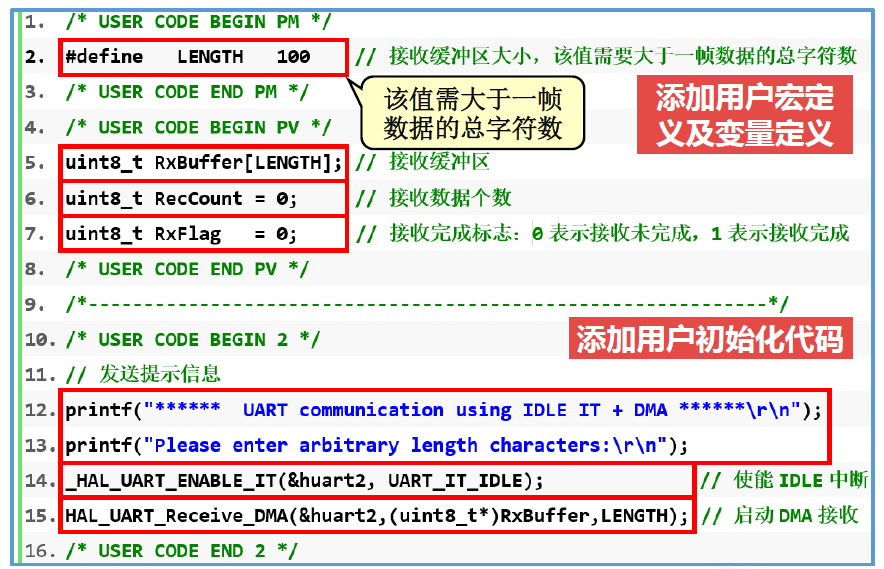 1. /* USER CODE BEGIN PM */
2. #define LENGTH 100 // 接收缓冲区大小，该值需要大于一帧数据的总字符数
3. /* USER CODE END PM */
该值需大于一帧
数据的总字符数
添加用户宏定
义及变量定义
4. /* USER CODE BEGIN PV */
5. uint8_t RxBuffer[LENGTH]; // 接收缓冲区
6. uint8_t RecCount = 0; // 接收数据个数
7. uint8_t RxFlag = 0; // 接收完成标志：0 表示接收未完成，1 表示接收完成
8. /* USER CODE END PV */
9. /*----------------------------------------------------------------*/
10. /* USER CODE BEGIN 2 */
添加用户初始化代码
11. // 发送提示信息
12. printf("****** UART communication using IDLE IT + DMA ******\r\n");
13. printf("Please enter arbitrary length characters:\r\n");
14. _HAL_UART_ENABLE_IT(&huart2, UART_IT_IDLE); // 使能 IDLE 中断
15. HAL_UART_Receive_DMA(&huart2,(uint8_t*)RxBuffer,LENGTH); // 启动 DMA 接收
16. /* USER CODE END 2 */